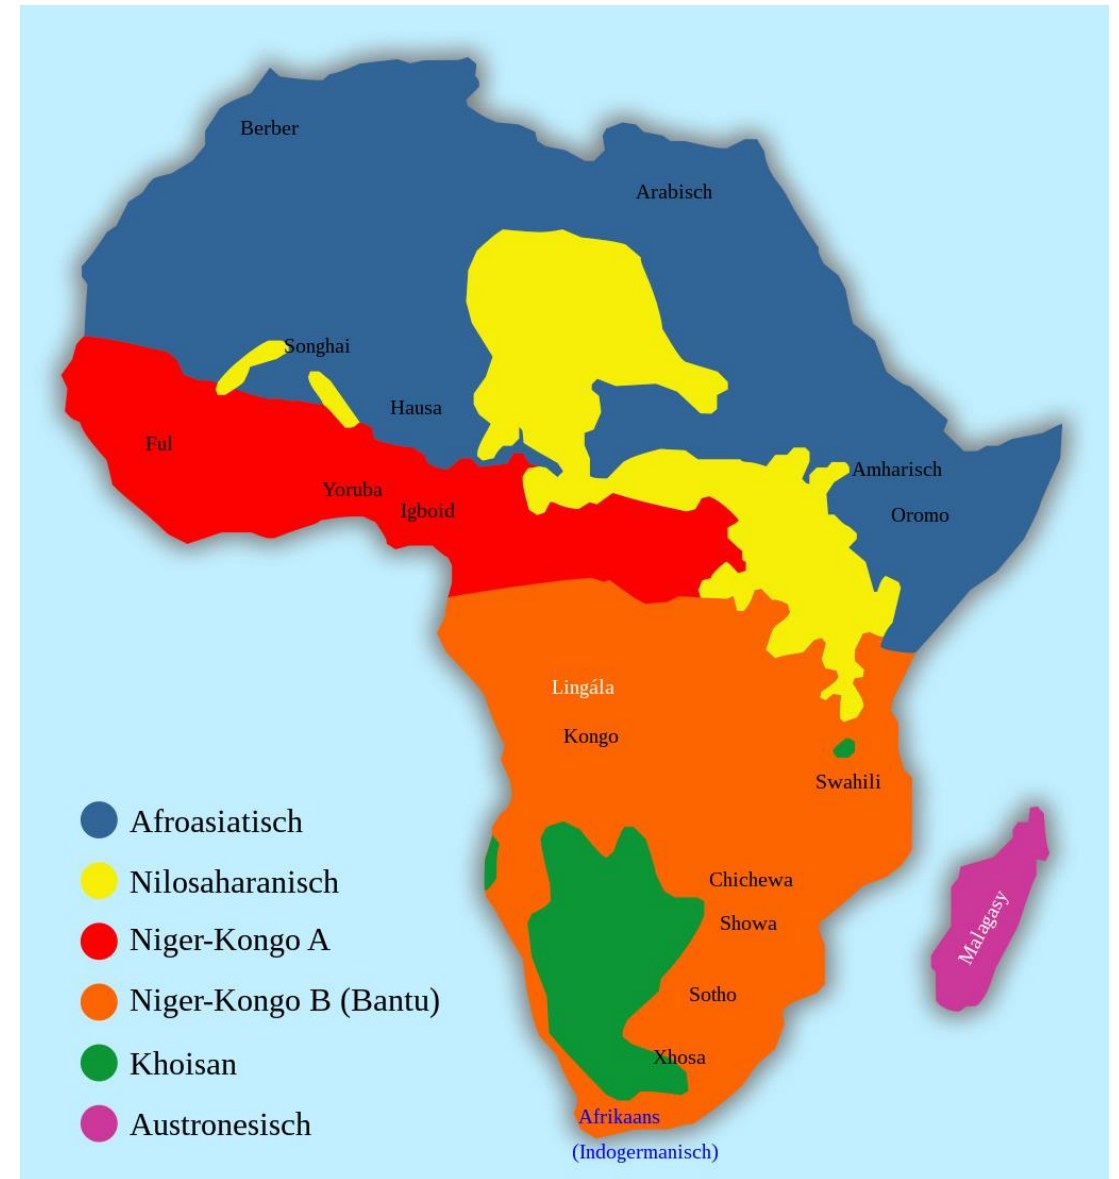 Berber
Arabisch
Songhai
Hausa
Ful
Amharisch
Yoruba
Igboid
Oromo
Lingála
Kongo
Swahili
Chichewa
Showa
Malagasy
Sotho
Xhosa
Afrikaans
(Indogermanisch)
Afroasiatisch
Nilosaharanisch
Niger-Kongo A
Niger-Kongo B (Bantu)
Khoisan
Austronesisch